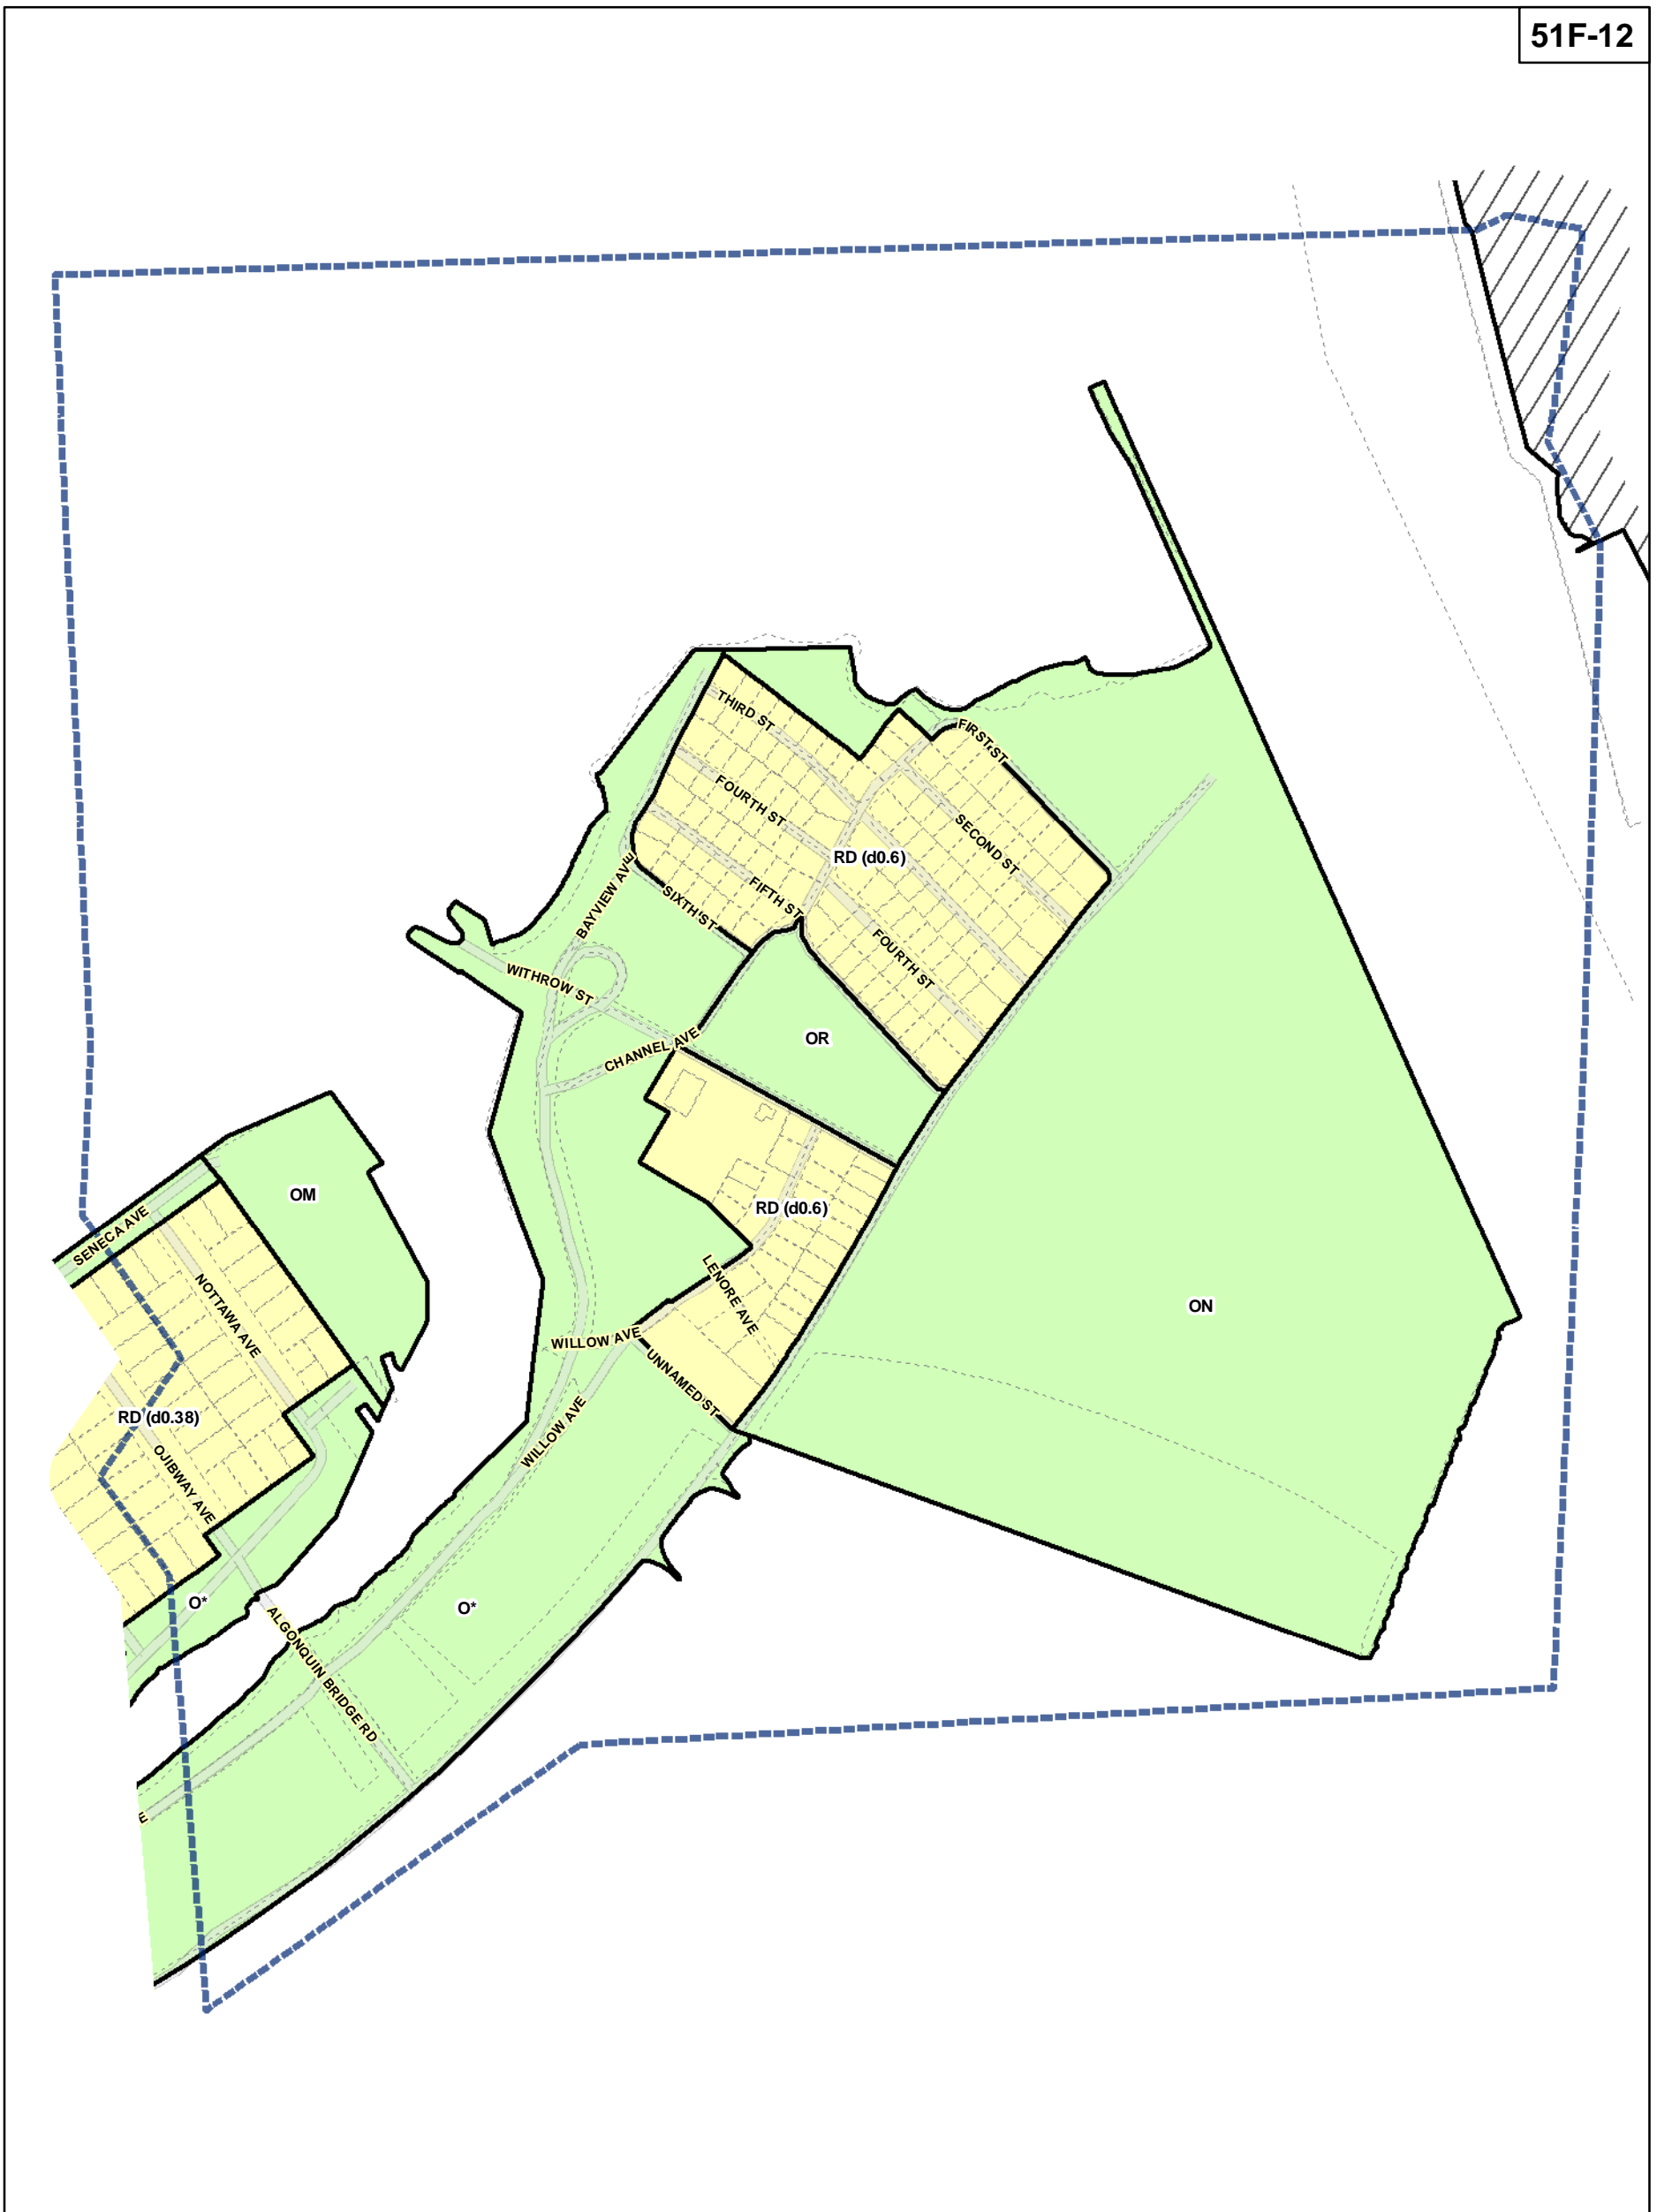 51F-12
THIRD ST
FIRST ST
FOURTH ST
SECOND ST
RD (d0.6)
BAYVIEW AVE
FIFTH ST
SIXTH ST
FOURTH ST
WITHROW ST
CHANNEL AVE
OR
OM
RD (d0.6)
SENECA AVE
NOTTAWA AVE
LENORE AVE
ON
WILLOW AVE
UNNAMED ST
RD (d0.38)
WILLOW AVE
OJIBWAY AVE
O*
O*
ALGONQUIN BRIDGE RD
E